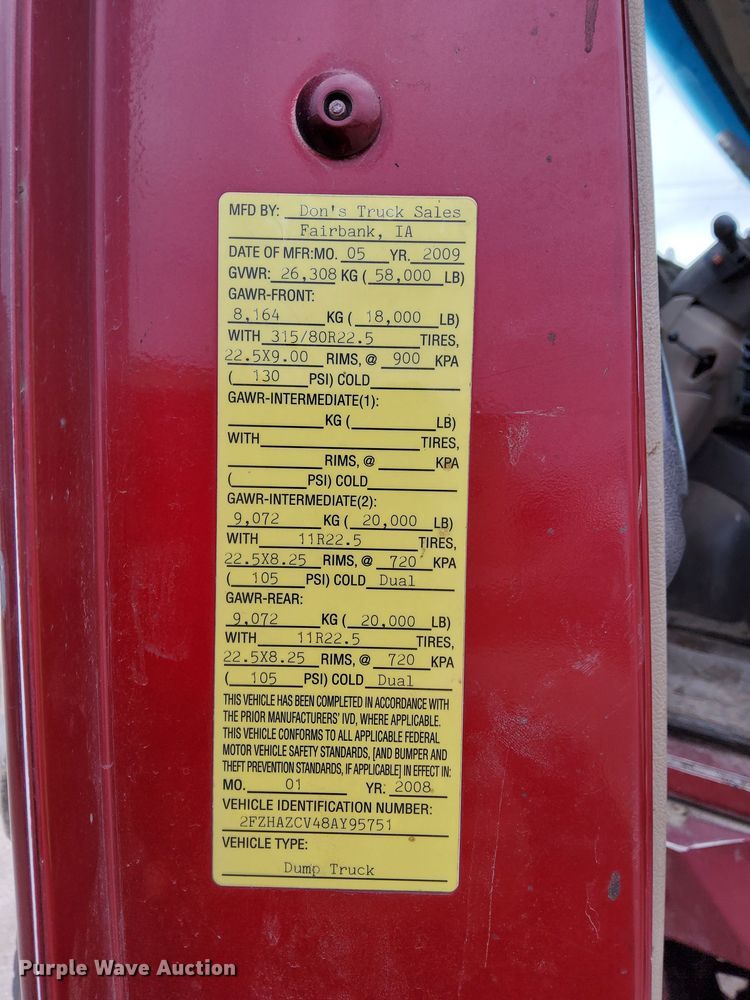 MFD BY: Don's Truck Sales
Fairbank, IA
DATE OF MFR:MO. 05 YR. 2009
GVWR: 26,308 KG ( 58,000 LB)
GAWR-FRONT:
8,164 KG ( 18,000 LB)
WITH 315/80R22.5 TIRES,
22.5X9.00 RIMS, @ 900 KPA
( 130 PSI) COLD
GAWR-INTERMEDIATE(1):
KG ( LB)
WITH TIRES,
RIMS, @ KPA
( PSI) COLD
GAWR-INTERMEDIATE(2):
9,072 KG ( 20,000 LB)
WITH 11R22.5 TIRES,
22.5X8.25 RIMS, @ 720 KPA
( 105 PSI) COLD Dual
GAWR-REAR:
9,072 KG ( 20,000 LB)
WITH 11R22.5 TIRES,
22.5X8.25 RIMS, @ 720 KPA
( 105 PSI) COLD Dual
THIS VEHICLE HAS BEEN COMPLETED IN ACCORDANCE WITH
THE PRIOR MANUFACTURERS' IVD, WHERE APPLICABLE.
THIS VEHICLE CONFORMS TO ALL APPLICABLE FEDERAL
MOTOR VEHICLE SAFETY STANDARDS, [AND BUMPER AND
THEFT PREVENTION STANDARDS, IF APPLICABLE] IN EFFECT IN:
MO. 01 YR: 2008
VEHICLE IDENTIFICATION NUMBER:
2FZHAZCV48AY95751
VEHICLE TYPE:
Dump Truck
Purple Wave Auction